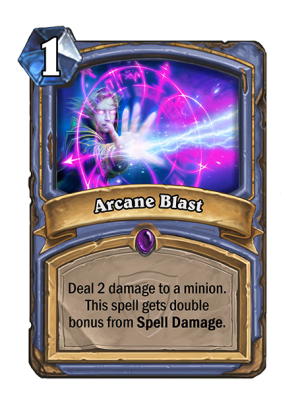 1
Arcane Blast
Deal 2 damage to a minion.
This spell gets double
bonus from Spell Damage.